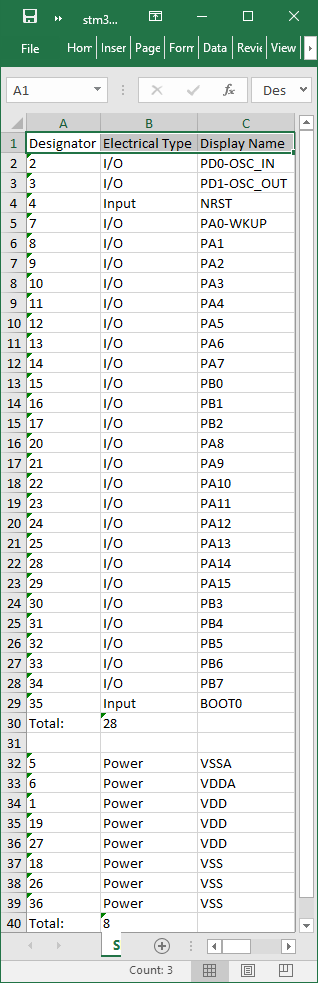 stm3...
File Hom Inser Page Forn Data Revie View
A1 fx Des
A B C
1 Designator Electrical Type Display Name
2 2 I/O PD0-OSC_IN
3 3 I/O PD1-OSC_OUT
4 4 Input NRST
5 7 I/O PA0-WKUP
6 8 I/O PA1
7 9 I/O PA2
8 10 I/O PA3
9 11 I/O PA4
10 12 I/O PA5
11 13 I/O PA6
12 14 I/O PA7
13 15 I/O PB0
14 16 I/O PB1
15 17 I/O PB2
16 20 I/O PA8
17 21 I/O PA9
18 22 I/O PA10
19 23 I/O PA11
20 24 I/O PA12
21 25 I/O PA13
22 28 I/O PA14
23 29 I/O PA15
24 30 I/O PB3
25 31 I/O PB4
26 32 I/O PB5
27 33 I/O PB6
28 34 I/O PB7
29 35 Input BOOT0
30 Total: 28
31
32 5 Power VSSA
33 6 Power VDDA
34 1 Power VDD
35 19 Power VDD
36 27 Power VDD
37 18 Power VSS
38 26 Power VSS
39 36 Power VSS
40 Total: 8
S
Count: 3